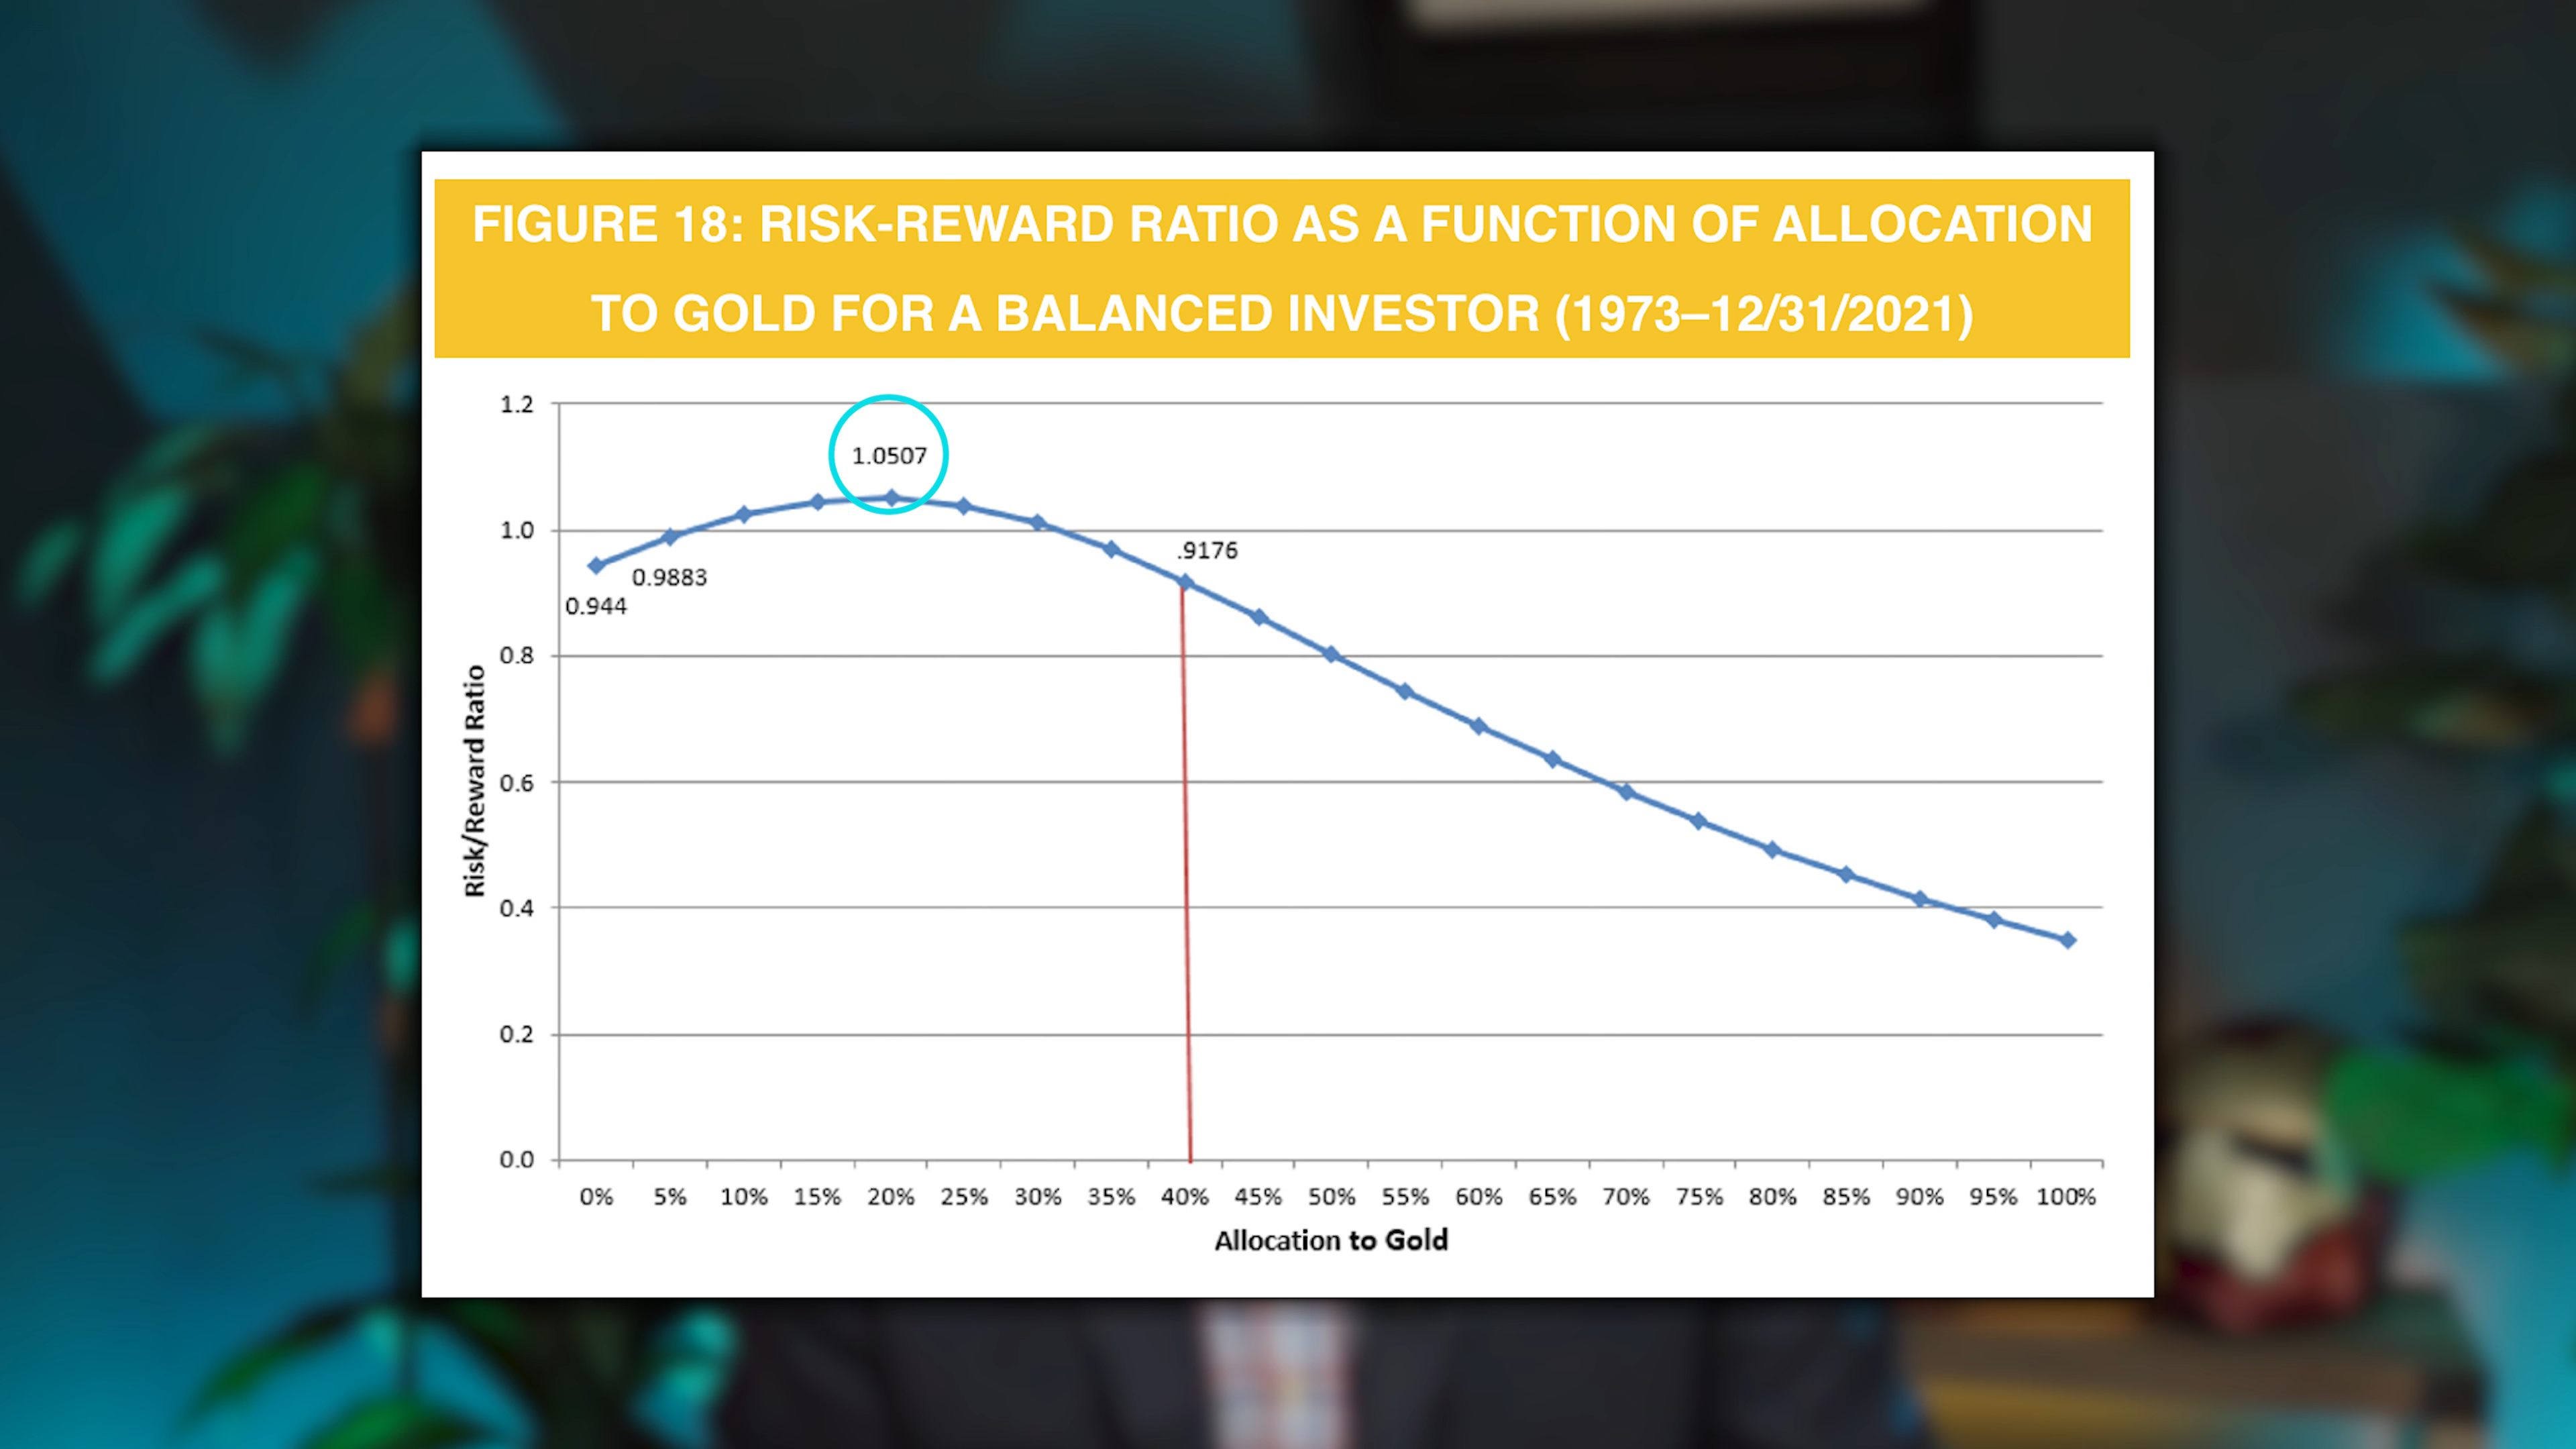 FIGURE 18: RISK-REWARD RATIO AS A FUNCTION OF ALLOCATION
TO GOLD FOR A BALANCED INVESTOR (1973–12/31/2021)
1.2
1.0507
1.0
.9176
0.9883
0.944
0.8
Risk/Reward Ratio
0.6
0.4
0.2
0.0
0% 5% 10% 15% 20% 25% 30% 35% 40% 45% 50% 55% 60% 65% 70% 75% 80% 85% 90% 95% 100%
Allocation to Gold